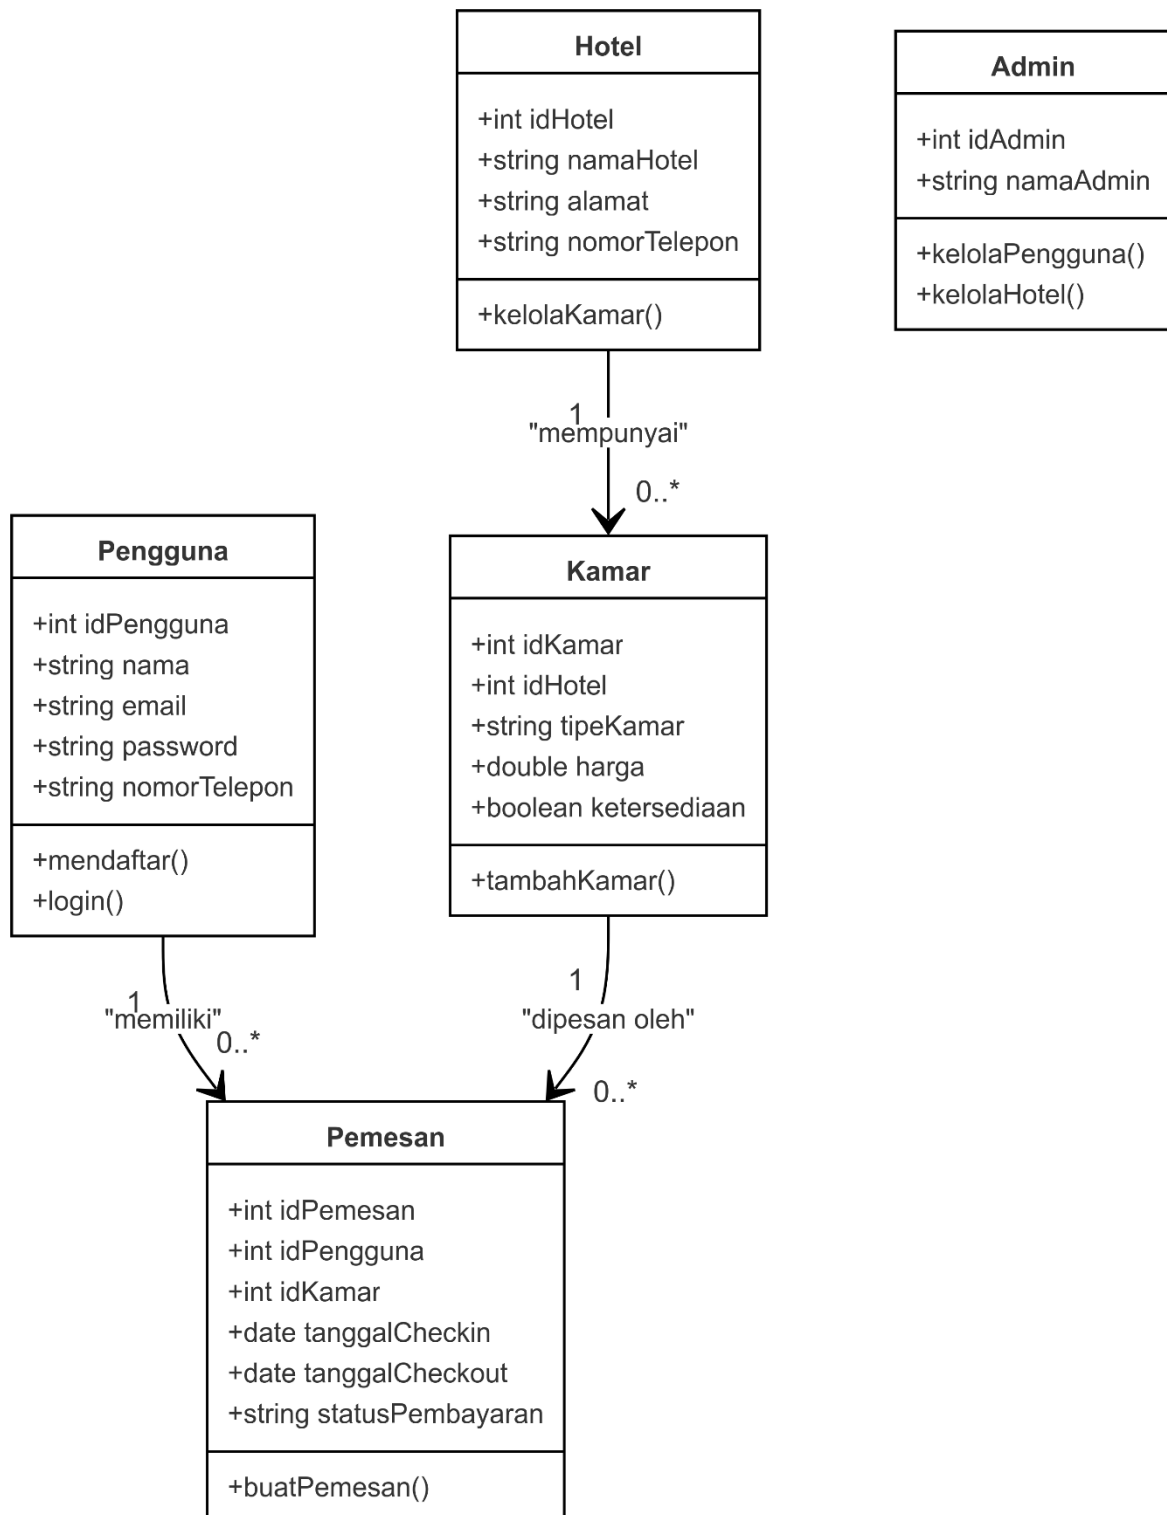 Hotel
+int idHotel
+string namaHotel
+string alamat
+string nomorTelepon
+kelolaKamar()
Admin
+int idAdmin
+string namaAdmin
+kelolaPengguna()
+kelolaHotel()
1
"mempunyai"
0..*
Pengguna
+int idPengguna
+string nama
+string email
+string password
+string nomorTelepon
+mendaftar()
+login()
Kamar
+int idKamar
+int idHotel
+string tipeKamar
+double harga
+boolean ketersediaan
+tambahKamar()
1
"memiliki"
0..*
1
"dipesan oleh"
0..*
Pemesan
+int idPemesan
+int idPengguna
+int idKamar
+date tanggalCheckin
+date tanggalCheckout
+string statusPembayaran
+buatPemesan()